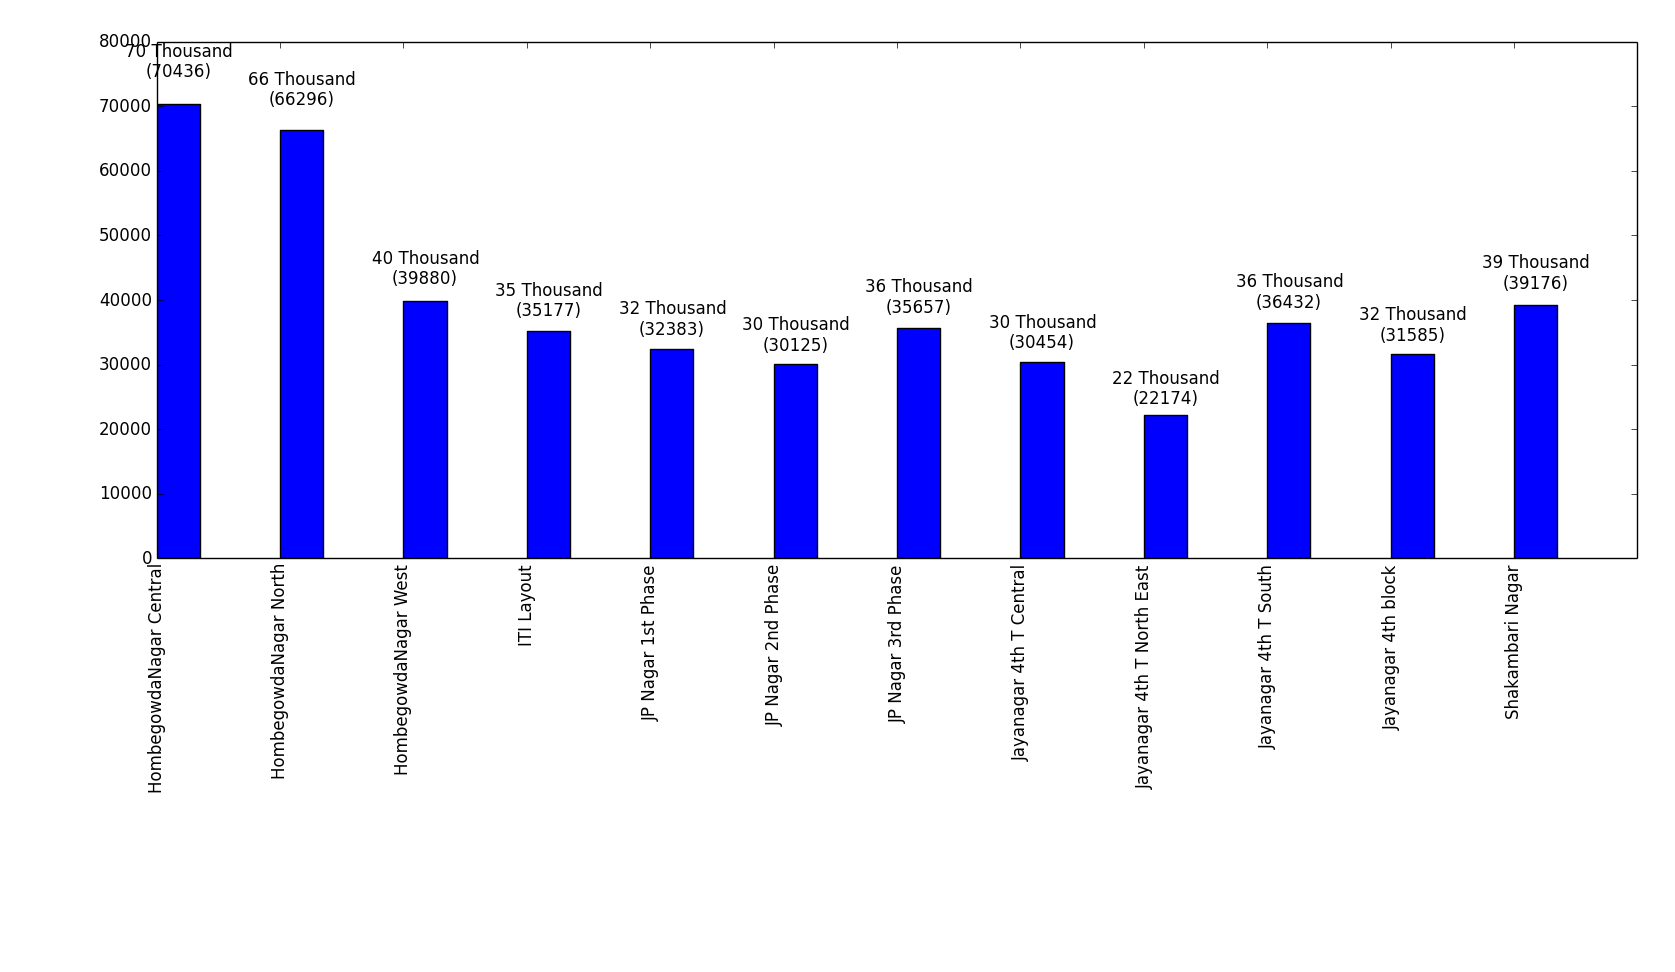 80000
70000
60000
50000
40000
30000
20000
10000
0
70 Thousand
(70436)
66 Thousand
(66296)
40 Thousand
(39880)
35 Thousand
(35177)
32 Thousand
(32383)
30 Thousand
(30125)
36 Thousand
(35657)
30 Thousand
(30454)
22 Thousand
(22174)
36 Thousand
(36432)
32 Thousand
(31585)
39 Thousand
(39176)
HombegowdaNagar Central
HombegowdaNagar North
HombegowdaNagar West
ITI Layout
JP Nagar 1st Phase
JP Nagar 2nd Phase
JP Nagar 3rd Phase
Jayanagar 4th T Central
Jayanagar 4th T North East
Jayanagar 4th T South
Jayanagar 4th block
Shakambari Nagar